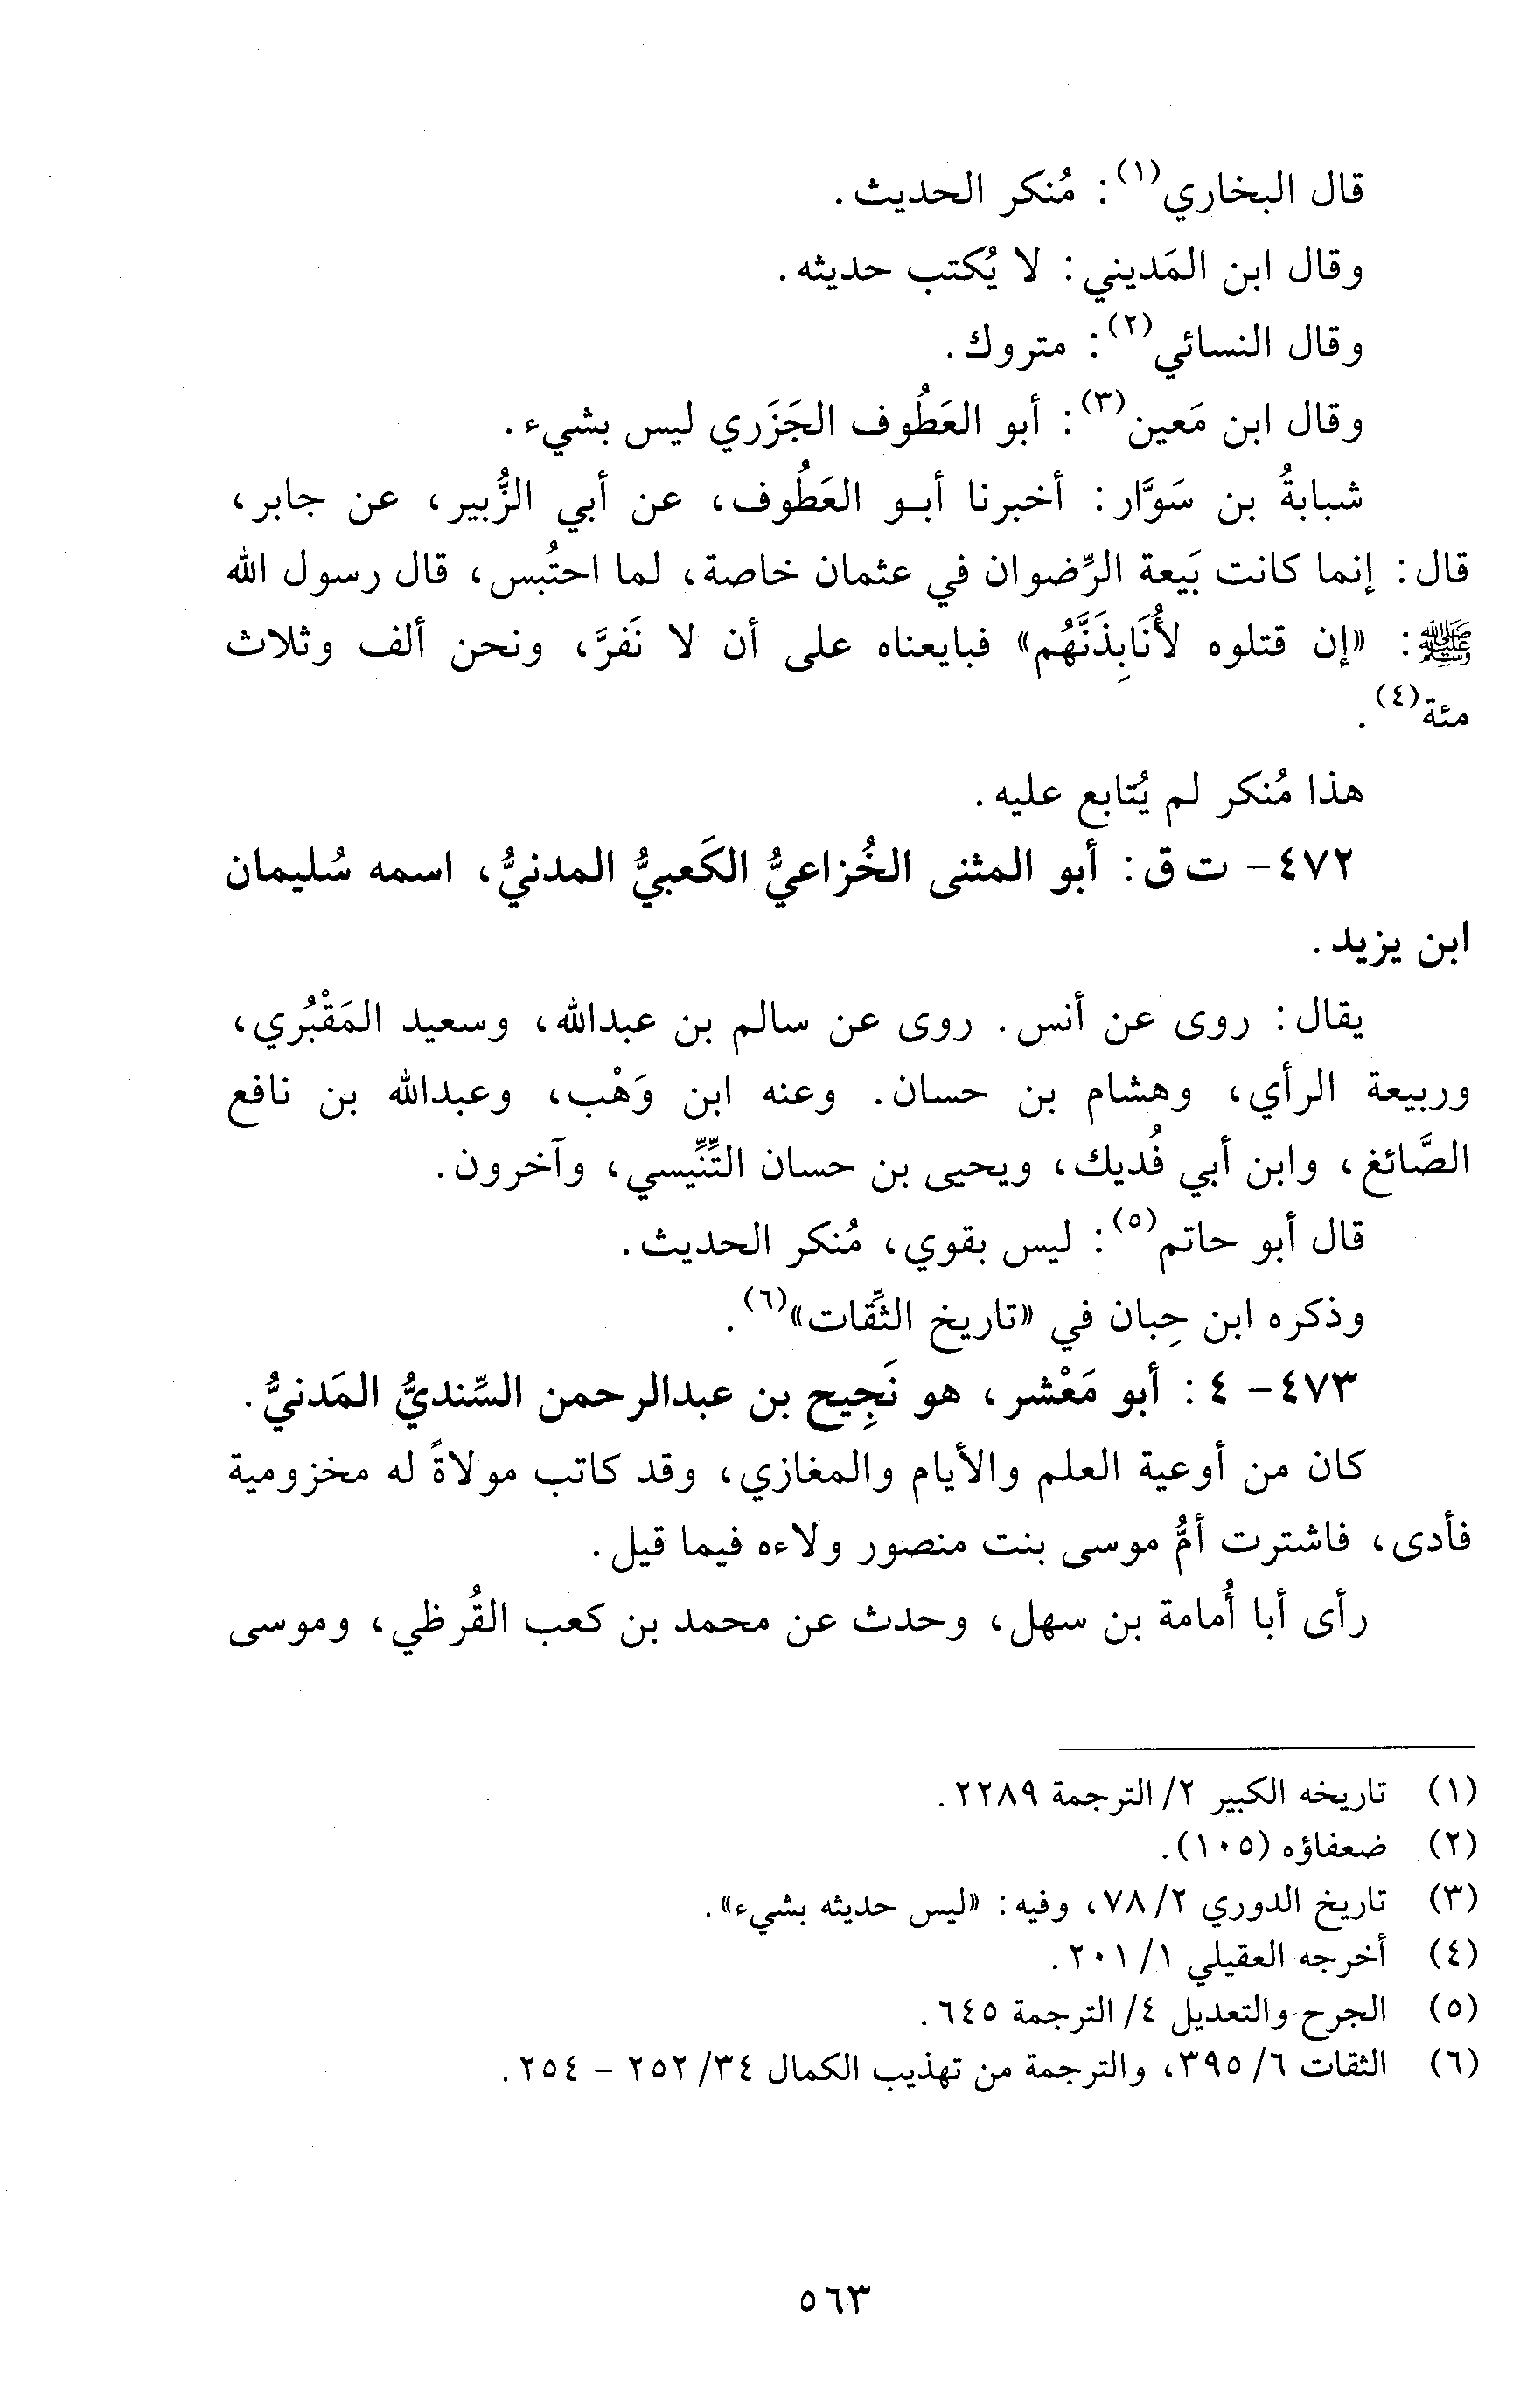 قال البخاري(١): مُنكر الحديث.
وقال ابن المَديني: لا يُكتب حديثه.
وقال النسائي(٢): متروك.
وقال ابن مَعين(٣): أبو العَطُوف الجَزَري ليس بشيء.
شبابةُ بن سَوَّار: أخبرنا أبو العَطُوف، عن أبي الزُّبير، عن جابر،
قال: إنما كانت بَيعة الرِّضوان في عثمان خاصة، لما احتُبس، قال رسول الله
ﷺ: «إن قتلوه لأُنَابِذَنَّهُم» فبايعناه على أن لا نَفرَّ، ونحن ألف وثلاث
مئة(٤).
هذا مُنكر لم يُتابع عليه.
٤٧٢- ت ق: أبو المثنى الخُزاعيُّ الكَعبيُّ المدنيُّ، اسمه سُليمان
ابن يزيد.
يقال: روى عن أنس. روى عن سالم بن عبدالله، وسعيد المَقْبُري،
وربيعة الرأي، وهشام بن حسان. وعنه ابن وَهْب، وعبدالله بن نافع
الصَّائغ، وابن أبي فُديك، ويحيى بن حسان التِّنِّيسي، وآخرون.
قال أبو حاتم(٥): ليس بقوي، مُنكر الحديث.
وذكره ابن حِبان في «تاريخ الثِّقات»(٦).
٤٧٣- ٤: أبو مَعْشر، هو نَجِيح بن عبدالرحمن السِّنديُّ المَدنيُّ.
كان من أوعية العلم والأيام والمغازي، وقد كاتب مولاةً له مخزومية
فأدى، فاشترت أمُّ موسى بنت منصور ولاءه فيما قيل.
رأى أبا أُمامة بن سهل، وحدث عن محمد بن كعب القُرظي، وموسى
(١) تاريخه الكبير ٢/ الترجمة ٢٢٨٩.
(٢) ضعفاؤه (١٠٥).
(٣) تاريخ الدوري ٢/ ٧٨، وفيه: «ليس حديثه بشيء».
(٤) أخرجه العقيلي ١/ ٢٠١.
(٥) الجرح والتعديل ٤/ الترجمة ٦٤٥.
(٦) الثقات ٦/ ٣٩٥، والترجمة من تهذيب الكمال ٣٤/ ٢٥٢ - ٢٥٤.
٥٦٣